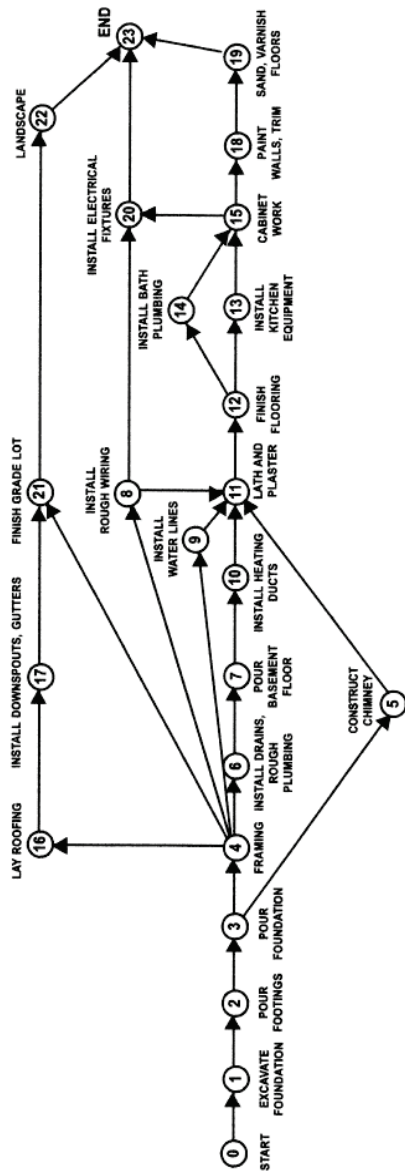 0
START
1
EXCAVATE
FOUNDATION
2
POUR
FOOTINGS
3
POUR
FOUNDATION
4
FRAMING
5
CONSTRUCT
CHIMNEY
6
INSTALL DRAINS,
ROUGH
PLUMBING
7
POUR
BASEMENT
FLOOR
10
INSTALL HEATING
DUCTS
9
INSTALL
WATER LINES
8
INSTALL
ROUGH WIRING
11
LATH AND
PLASTER
12
FINISH
FLOORING
13
INSTALL
KITCHEN
EQUIPMENT
14
INSTALL BATH
PLUMBING
15
CABINET
WORK
18
PAINT
WALLS, TRIM
19
SAND, VARNISH
FLOORS
20
INSTALL ELECTRICAL
FIXTURES
LAY ROOFING
16
INSTALL DOWNSPOUTS, GUTTERS
17
FINISH GRADE LOT
21
LANDSCAPE
22
END
23